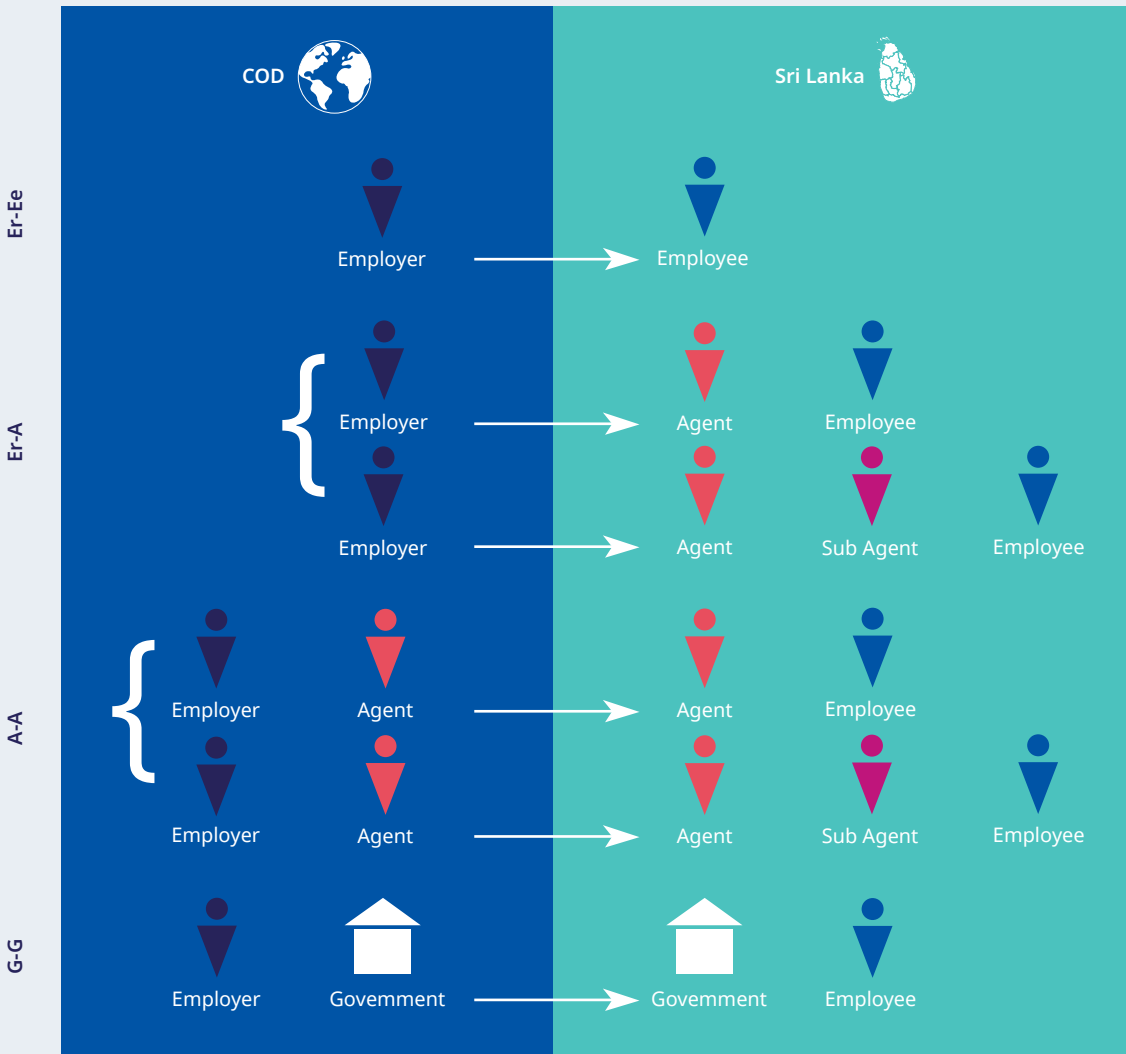 COD
Sri Lanka
Er-Ee
Employer
Employee
Er-A
Employer
Agent
Employee
Employer
Agent
Sub Agent
Employee
A-A
Employer
Agent
Agent
Employee
Employer
Agent
Agent
Sub Agent
Employee
G-G
Employer
Govemment
Govemment
Employee